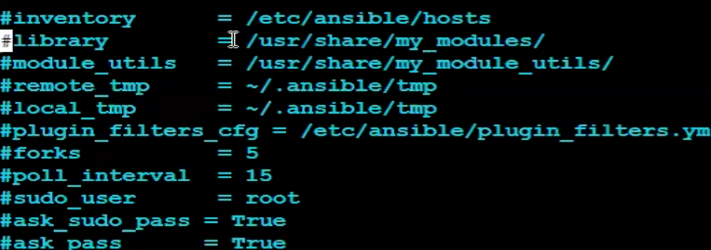 #inventory       = /etc/ansible/hosts
#library         = /usr/share/my_modules/
#module_utils    = /usr/share/my_module_utils/
#remote_tmp      = ~/.ansible/tmp
#local_tmp       = ~/.ansible/tmp
#plugin_filters_cfg = /etc/ansible/plugin_filters.ym
#forks           = 5
#poll_interval   = 15
#sudo_user       = root
#ask_sudo_pass = True
#ask_pass        = True